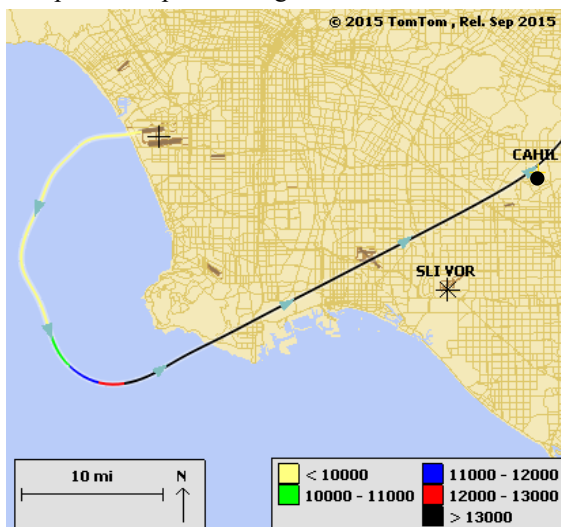 © 2015 TomTom , Rel. Sep 2015
CAHIL
SLI VOR
10 mi
N
< 10000
10000 - 11000
11000 - 12000
12000 - 13000
> 13000